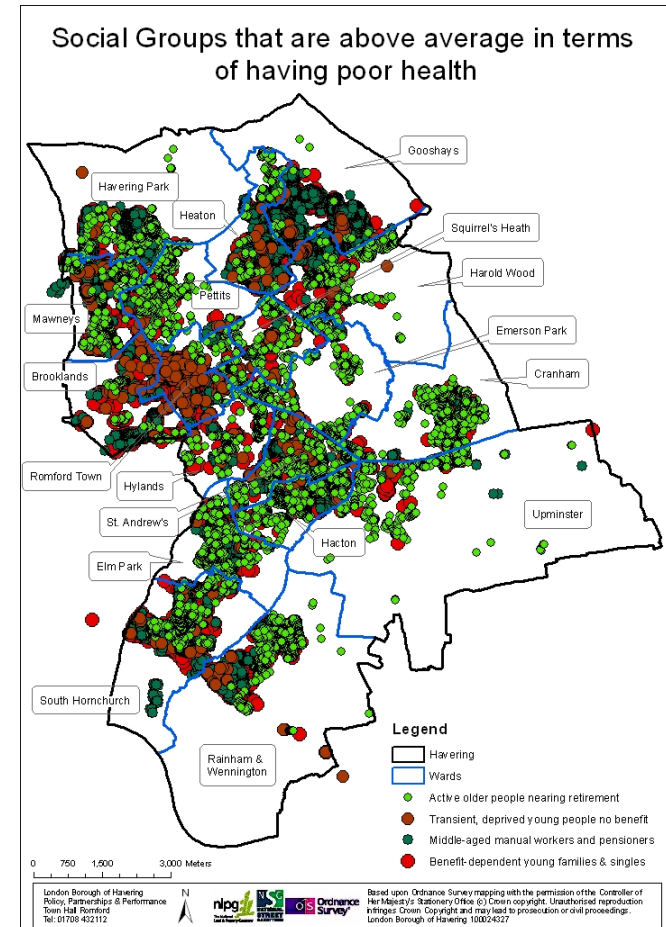 Social Groups that are above average in terms
of having poor health
Gooshays
Havering Park
Heaton
Squirrel's Heath
Harold Wood
Pettits
Mawneys
Emerson Park
Brooklands
Cranham
Romford Town
Hylands
Upminster
St. Andrew's
Hacton
Elm Park
South Hornchurch
Rainham &
Wennington
Legend
Havering
Wards
Active older people nearing retirement
Transient, deprived young people no benefit
Middle-aged manual workers and pensioners
Benefit-dependent young families & singles
0 750 1,500 3,000 Meters
London Borough of Havering
Policy, Partnerships & Performance
Town Hall Romford
Tel: 01708 432112
N
nlpg
STREET
OS Ordnance
Survey
Based upon Ordnance Survey mapping with the permission of the Controller of
Her Majesty's Stationery Office (c) Crown copyright. Unauthorised reproduction
infringes Crown Copyright and may lead to prosecution or civil proceedings.
London Borough of Havering 100024327